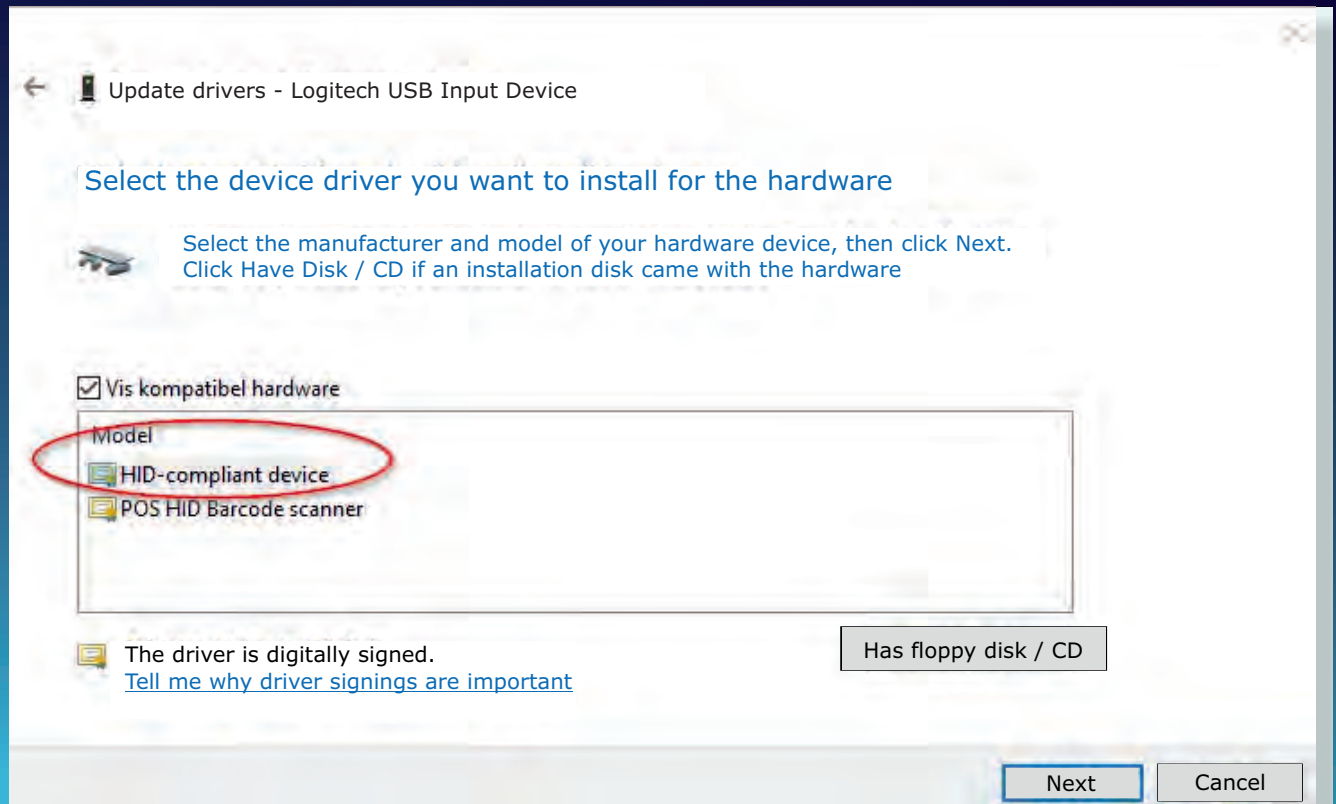 Update drivers - Logitech USB Input Device
Select the device driver you want to install for the hardware
Select the manufacturer and model of your hardware device, then click Next.
Click Have Disk / CD if an installation disk came with the hardware
Vis kompatibel hardware
Model
HID-compliant device
POS HID Barcode scanner
The driver is digitally signed.
Has floppy disk / CD
Tell me why driver signings are important
Next
Cancel